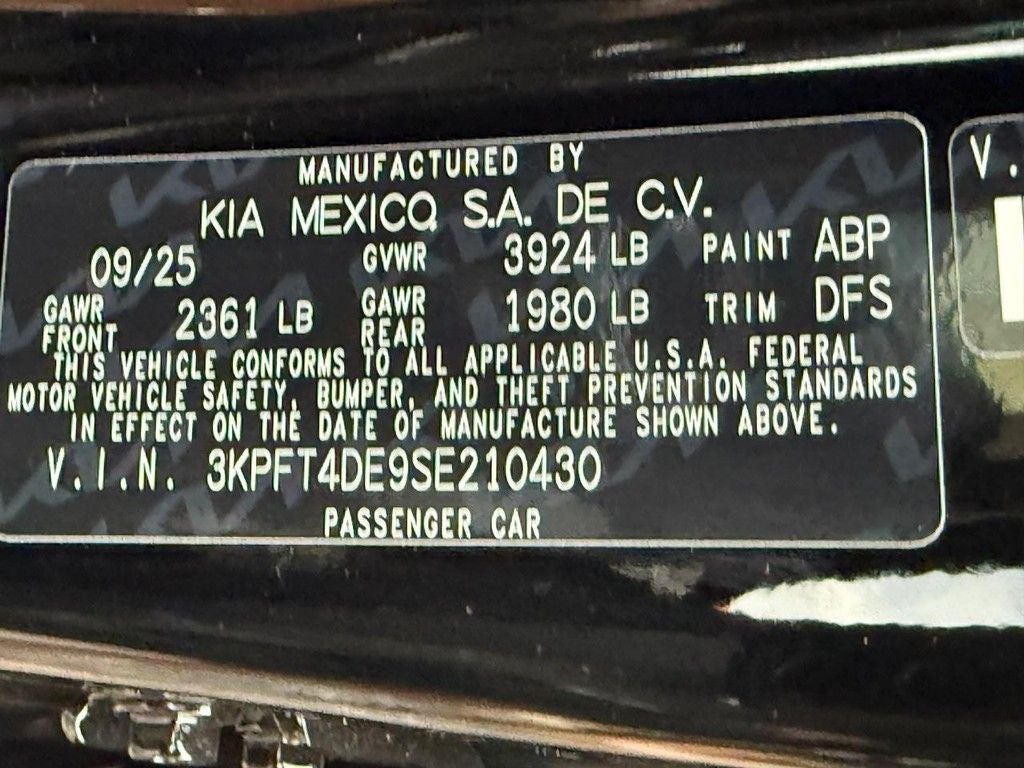 MANUFACTURED BY
KIA MEXICO, S.A. DE C.V.
09/25 GVWR 3924 LB PAINT ABP
GAWR FRONT 2361 LB GAWR REAR 1980 LB TRIM DFS
THIS VEHICLE CONFORMS TO ALL APPLICABLE U.S.A. FEDERAL
MOTOR VEHICLE SAFETY, BUMPER, AND THEFT PREVENTION STANDARDS
IN EFFECT ON THE DATE OF MANUFACTURE SHOWN ABOVE.
V.I.N. 3KPFT4DE9SE210430
PASSENGER CAR
V.